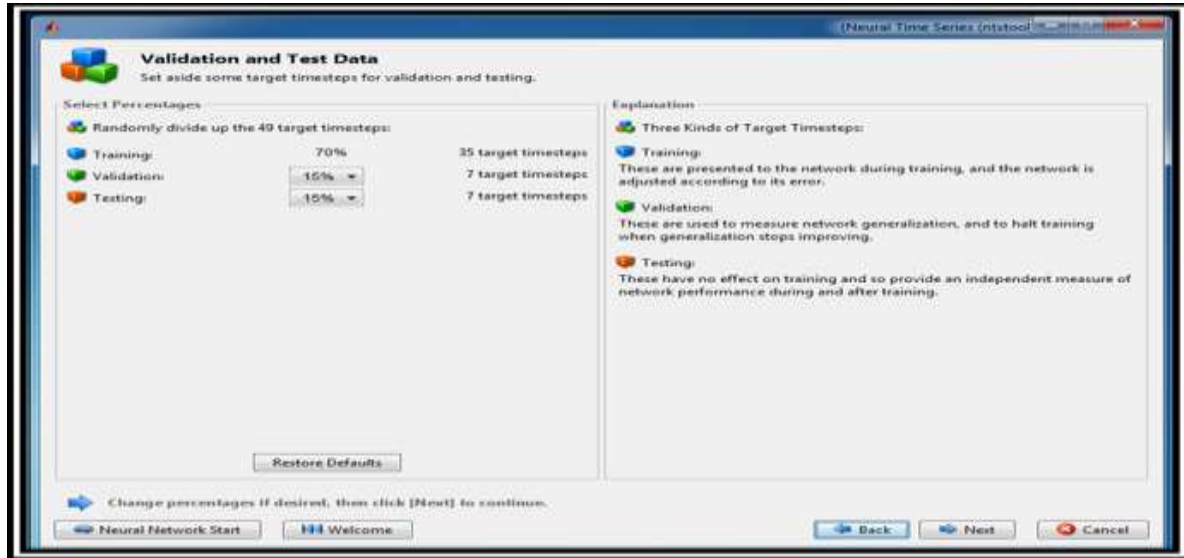 (Neural Time Series (ntstool
Validation and Test Data
Set aside some target timesteps for validation and testing.
Select Percentages
Randomly divide up the 49 target timesteps:
Training: 70% 35 target timesteps
Validation: 15% 7 target timesteps
Testing: 15% 7 target timesteps
Restore Defaults
Explanation
Three Kinds of Target Timesteps:
Training:
These are presented to the network during training, and the network is
adjusted according to its error.
Validation:
These are used to measure network generalization, and to halt training
when generalization stops improving.
Testing:
These have no effect on training and so provide an independent measure of
network performance during and after training.
Change percentages if desired, then click [Next] to continue.
Neural Network Start Welcome Back Next Cancel